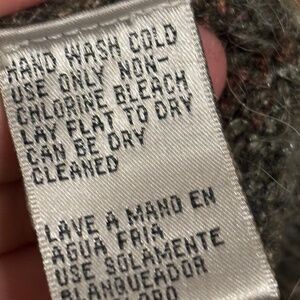 HAND WASH COLD
USE ONLY NON-
CHLORINE BLEACH
LAY FLAT TO DRY
CAN BE DRY
CLEANED
LAVE A MANO EN
AGUA FRIA
USE SOLAMENTE
BLANQUEADOR